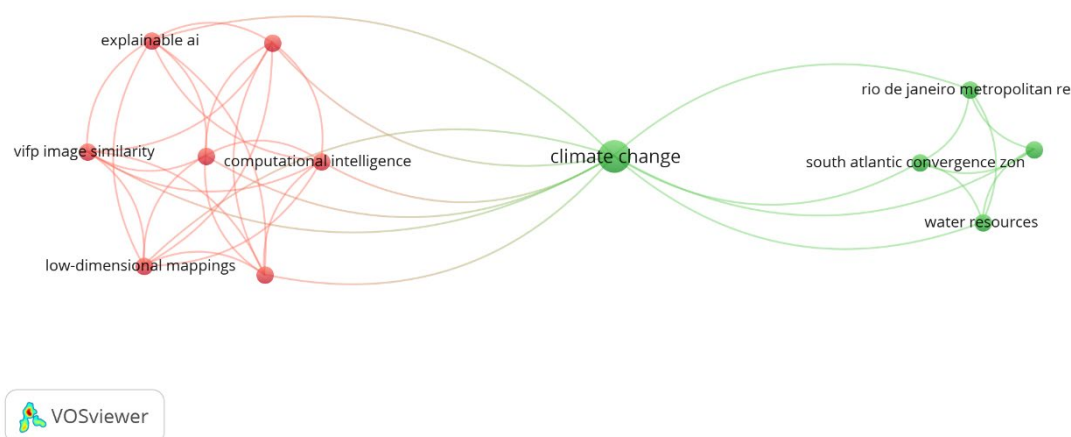 explainable ai
rio de janeiro metropolitan re
vifp image similarity
computational intelligence
climate change
south atlantic convergence zon
water resources
low-dimensional mappings
VOSviewer